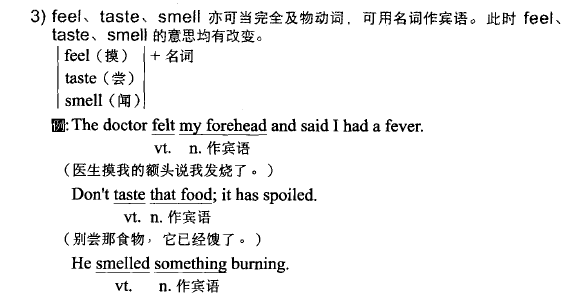 3) feel、taste、smell 亦可当完全及物动词，可用名词作宾语。此时 feel、
taste、smell 的意思均有改变。
feel（摸） + 名词
taste（尝）
smell（闻）
例:The doctor felt my forehead and said I had a fever.
vt. n. 作宾语
（医生摸我的额头说我发烧了。）
Don't taste that food; it has spoiled.
vt. n. 作宾语
（别尝那食物，它已经馊了。）
He smelled something burning.
vt. n. 作宾语